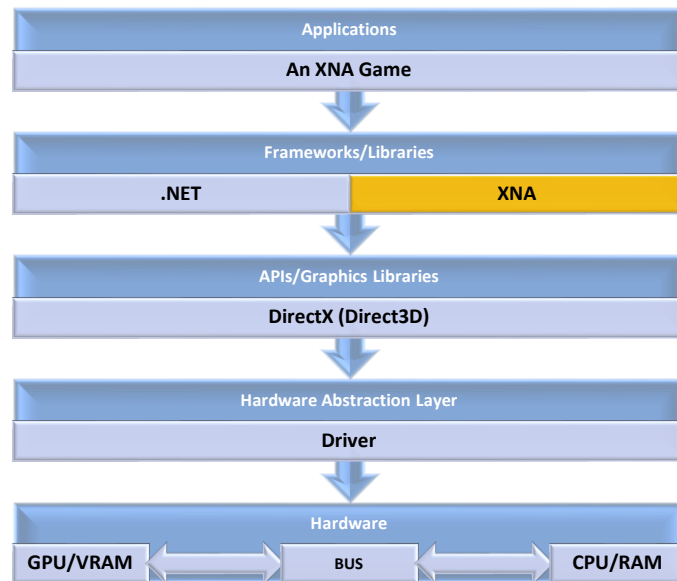 Applications
An XNA Game
Frameworks/Libraries
.NET XNA
APIs/Graphics Libraries
DirectX (Direct3D)
Hardware Abstraction Layer
Driver
Hardware
GPU/VRAM BUS CPU/RAM